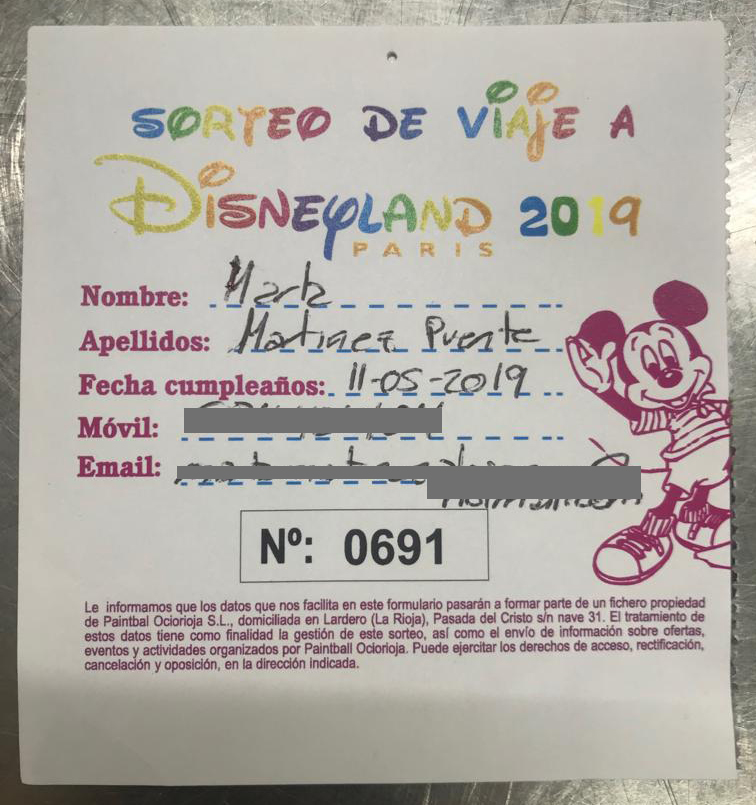 SORTEO DE VIAJE A
DISNEYLAND 2019
PARIS
Nombre: Marta
Apellidos: Martinez Puente
Fecha cumpleaños: 11-05-2019
Móvil:
Email:
Nº: 0691
Le informamos que los datos que nos facilita en este formulario pasarán a formar parte de un fichero propiedad
de Paintbal Ociorioja S.L., domiciliada en Lardero (La Rioja), Pasada del Cristo s/n nave 31. El tratamiento de
estos datos tiene como finalidad la gestión de este sorteo, así como el envío de información sobre ofertas,
eventos y actividades organizados por Paintball Ociorioja. Puede ejercitar los derechos de acceso, rectificación,
cancelación y oposición, en la dirección indicada.